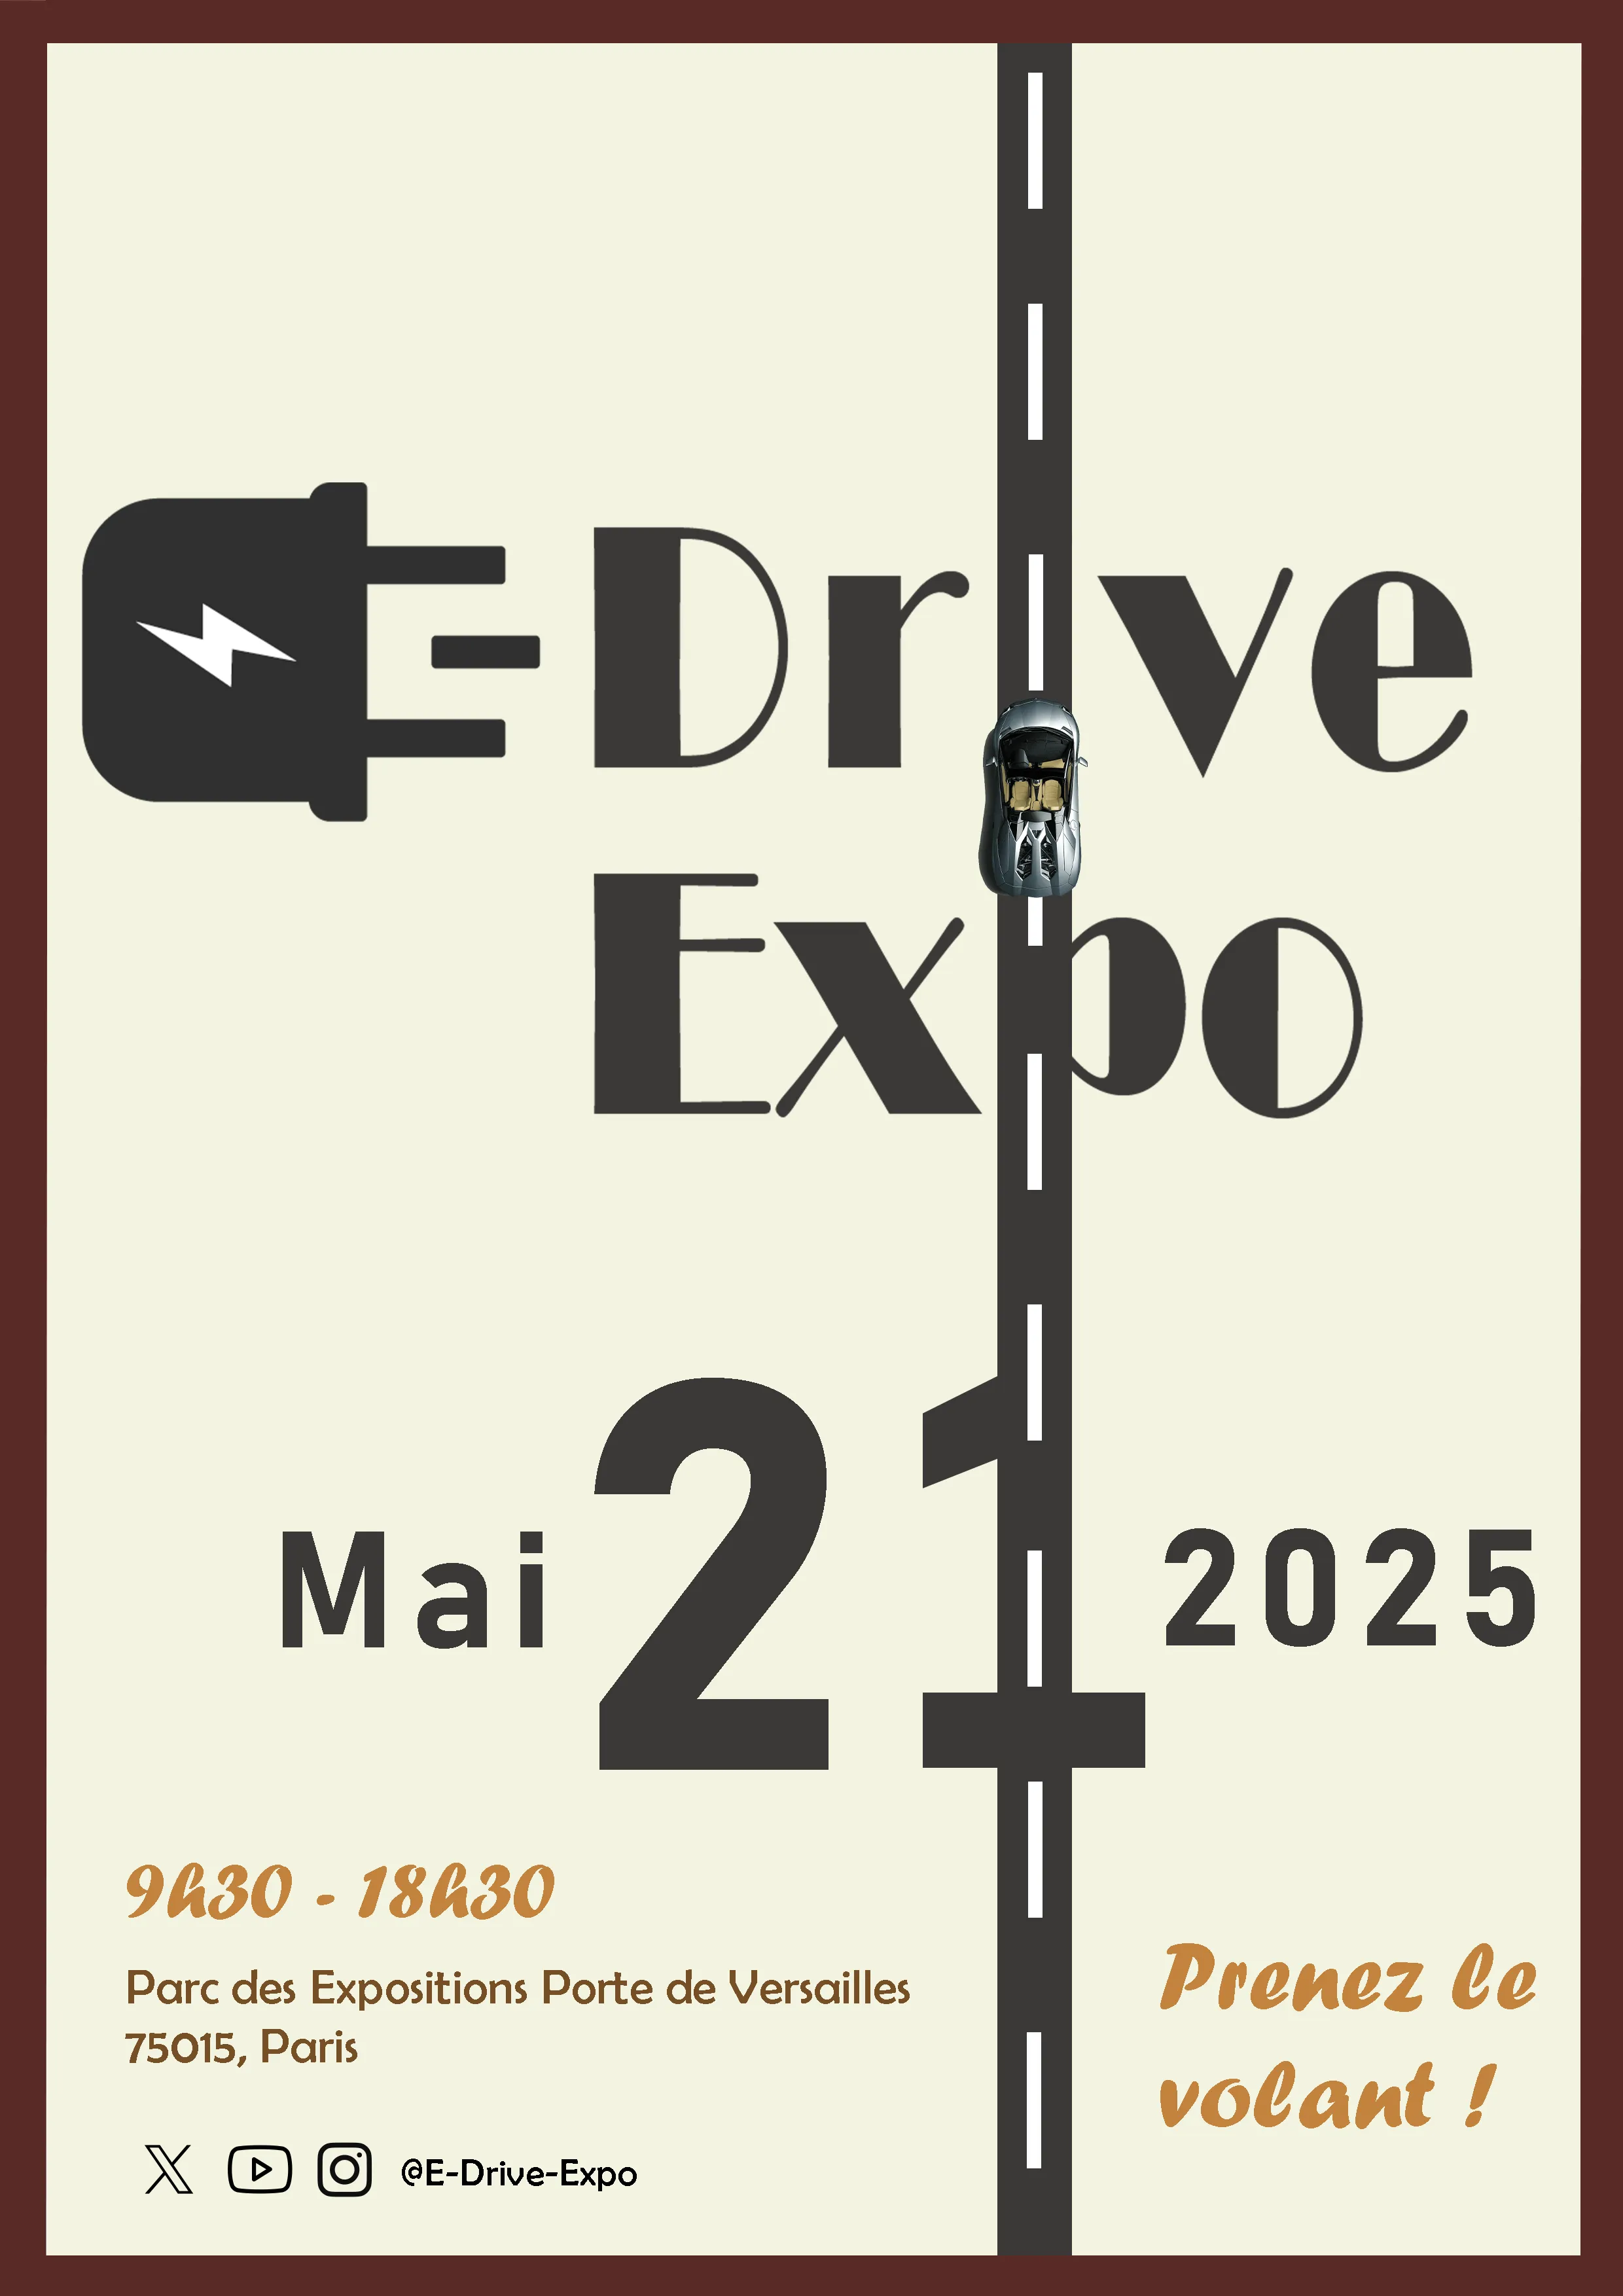 E-Drive
Expo
Mai 21 2025
9h30 - 18h30
Parc des Expositions Porte de Versailles
75015, Paris
@E-Drive-Expo
Prenez le
volant !